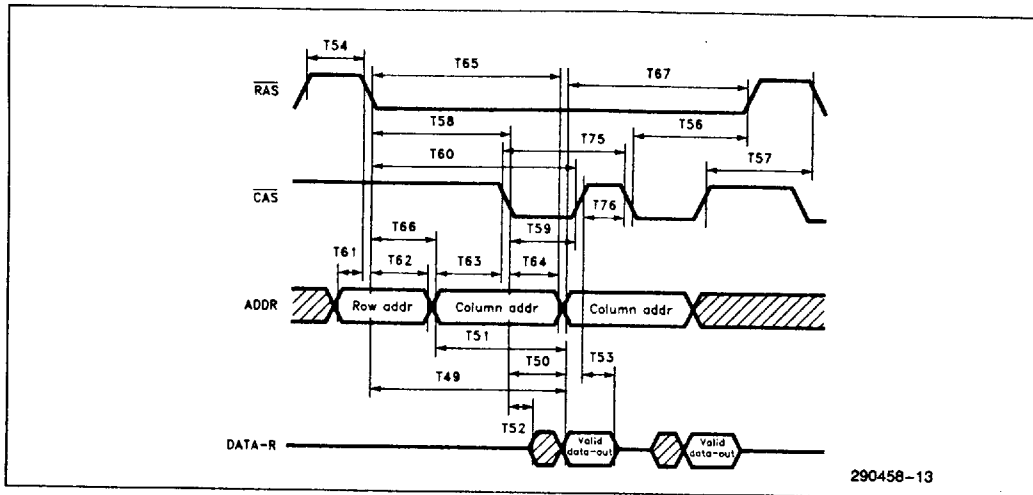 T54
T65
T67
RAS
T58
T56
T75
T60
T57
CAS
T76
T66
T59
T61
T62
T63
T64
ADDR
Row addr
Column addr
Column addr
T51
T53
T50
T49
T52
DATA-R
Valid
data-out
Valid
data-out
290458-13